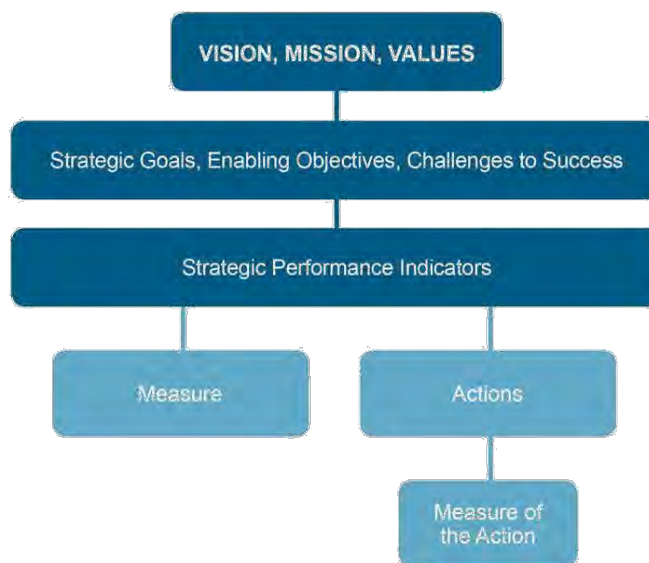 VISION, MISSION, VALUES
Strategic Goals, Enabling Objectives, Challenges to Success
Strategic Performance Indicators
Measure
Actions
Measure of
the Action